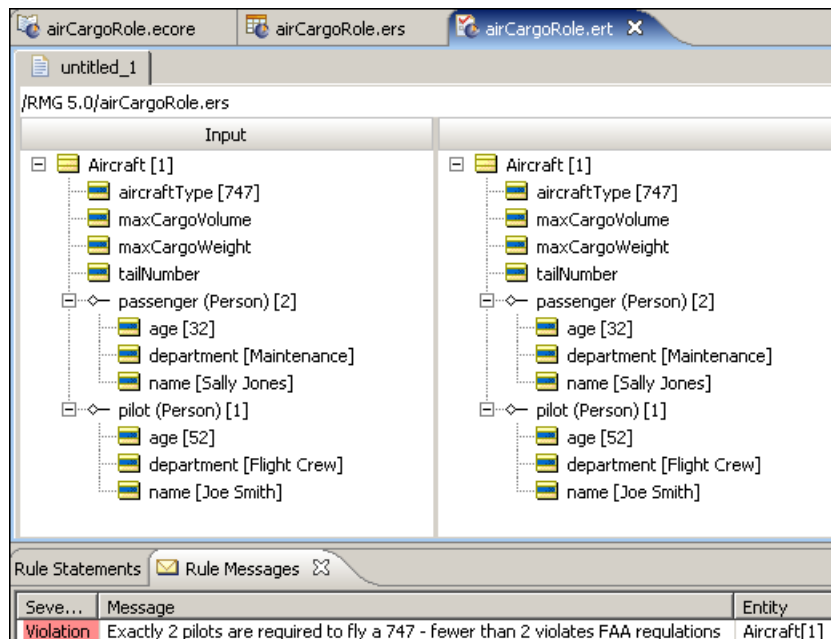 airCargoRole.ecore airCargoRole.ers airCargoRole.ert
untitled_1
/RMG 5.0/airCargoRole.ers
Input
Aircraft [1]
aircraftType [747]
maxCargoVolume
maxCargoWeight
tailNumber
passenger (Person) [2]
age [32]
department [Maintenance]
name [Sally Jones]
pilot (Person) [1]
age [52]
department [Flight Crew]
name [Joe Smith]
Aircraft [1]
aircraftType [747]
maxCargoVolume
maxCargoWeight
tailNumber
passenger (Person) [2]
age [32]
department [Maintenance]
name [Sally Jones]
pilot (Person) [1]
age [52]
department [Flight Crew]
name [Joe Smith]
Rule Statements Rule Messages
Seve... Message Entity
Violation Exactly 2 pilots are required to fly a 747 - fewer than 2 violates FAA regulations Aircraft[1]